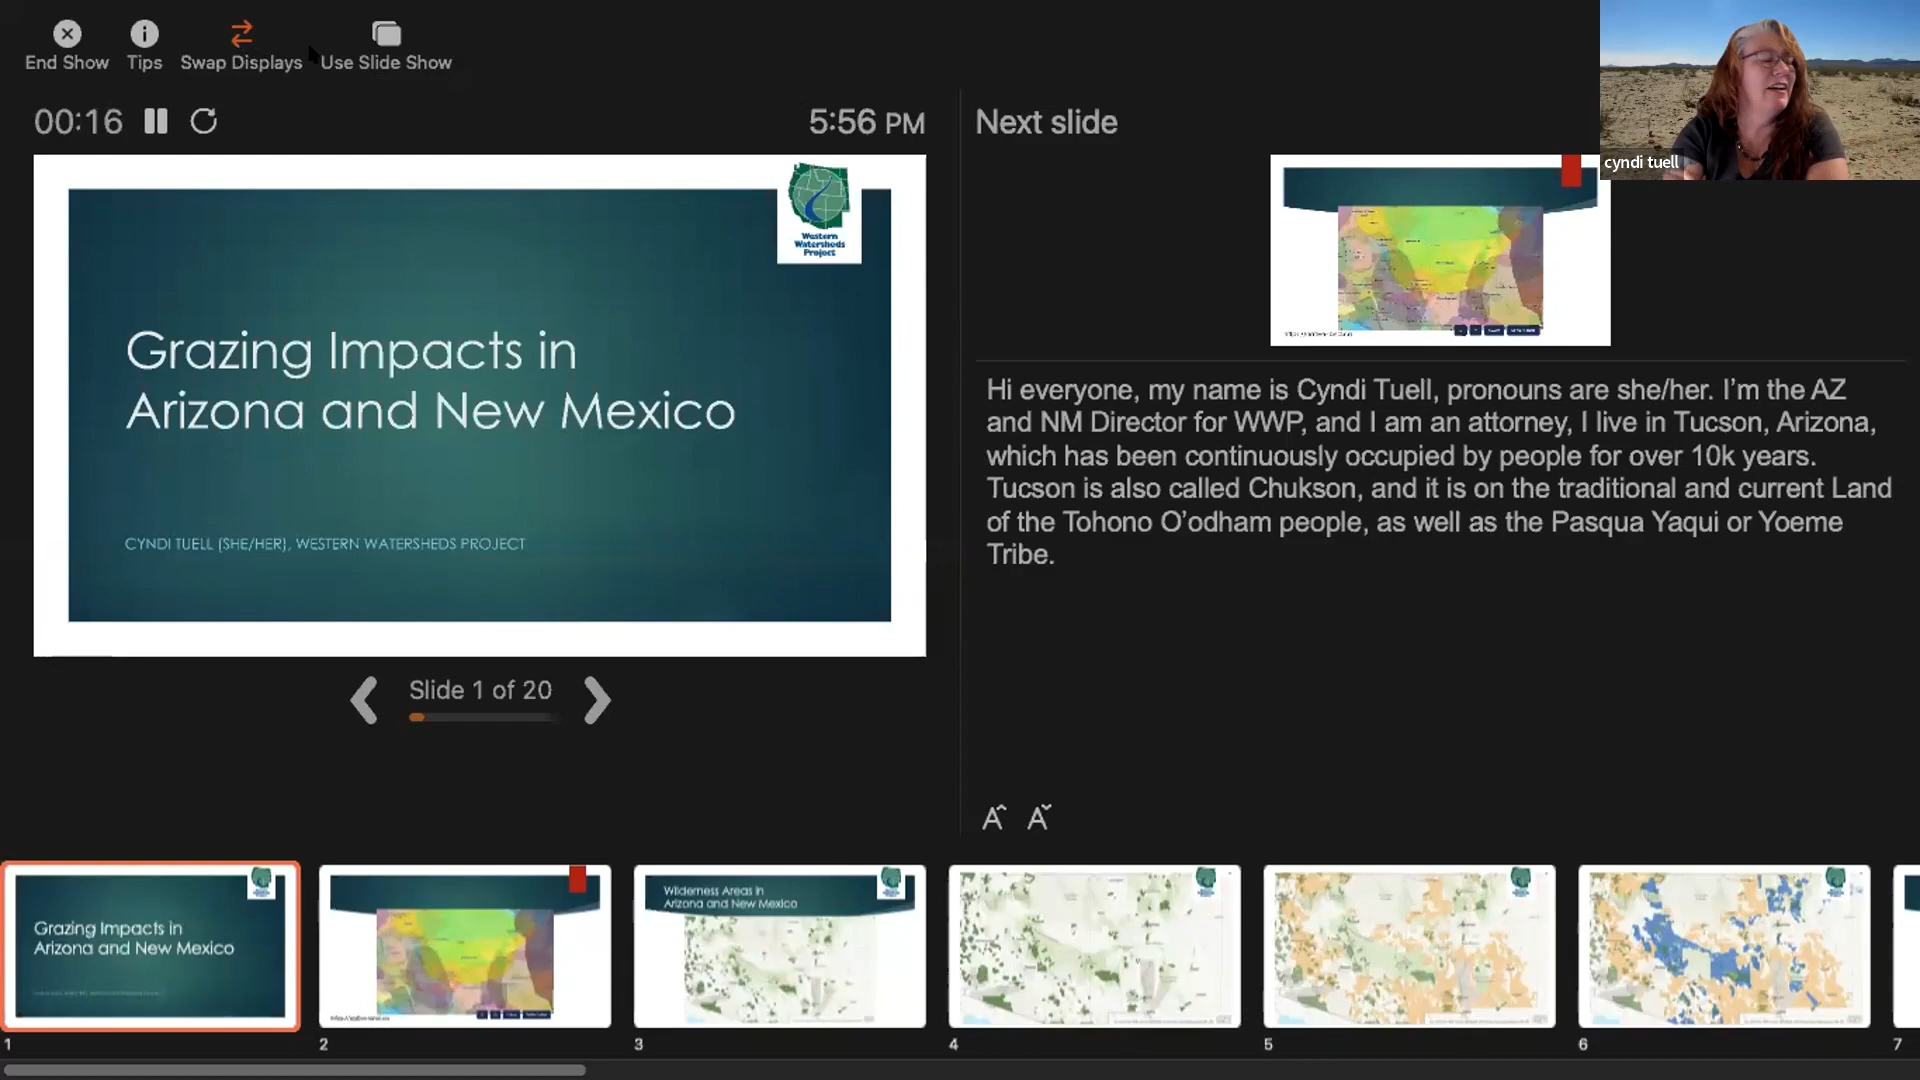 End Show
Tips
Swap Displays
Use Slide Show
00:16
5:56 PM
Next slide
cyndi tuell
Western
Watersheds
Project
Grazing Impacts in
Arizona and New Mexico
CYNDI TUELL (SHE/HER), WESTERN WATERSHEDS PROJECT
Hi everyone, my name is Cyndi Tuell, pronouns are she/her. I’m the AZ
and NM Director for WWP, and I am an attorney, I live in Tucson, Arizona,
which has been continuously occupied by people for over 10k years.
Tucson is also called Chukson, and it is on the traditional and current Land
of the Tohono O’odham people, as well as the Pasqua Yaqui or Yoeme
Tribe.
Slide 1 of 20
A A
Grazing Impacts in
Arizona and New Mexico
Wilderness Areas in
Arizona and New Mexico
1
2
3
4
5
6
7